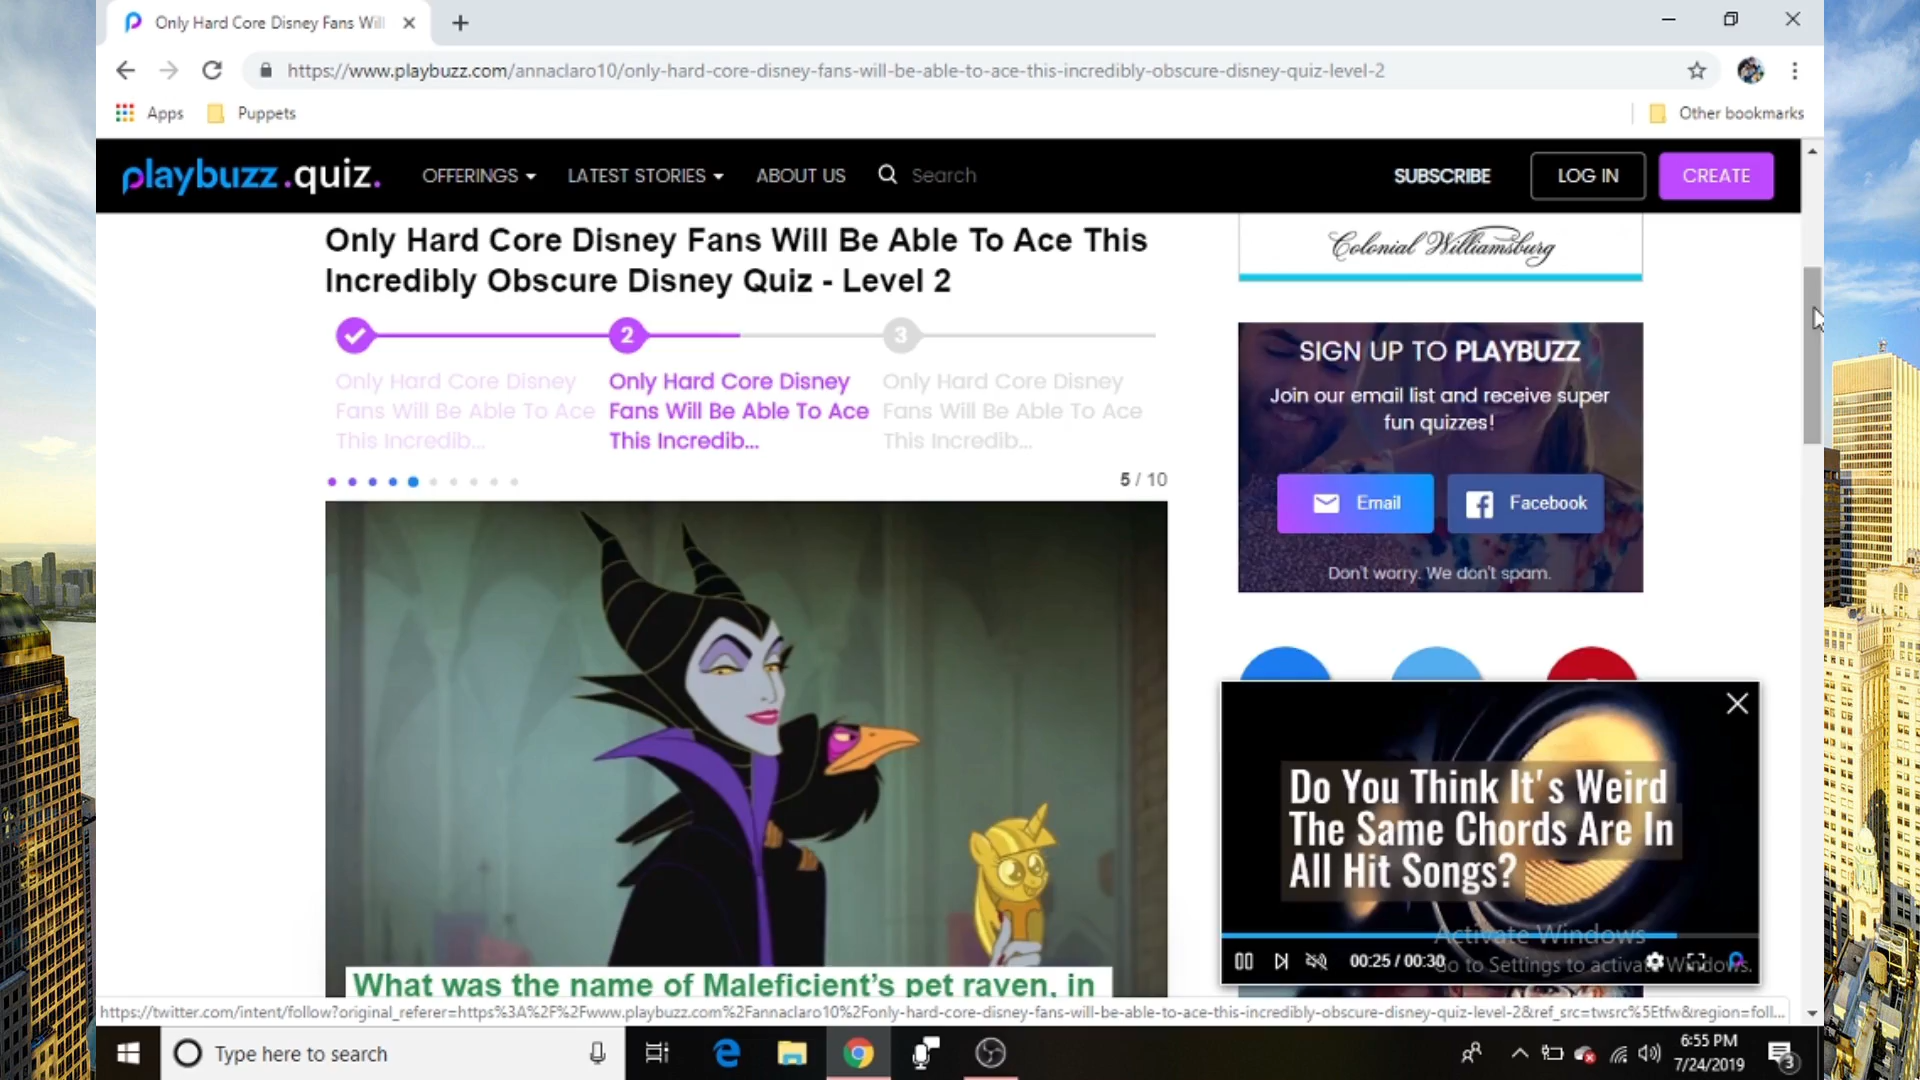 Only Hard Core Disney Fans Will
https://www.playbuzz.com/annaclaro10/only-hard-core-disney-fans-will-be-able-to-ace-this-incredibly-obscure-disney-quiz-level-2
Apps Puppets Other bookmarks
playbuzz.quiz. OFFERINGS LATEST STORIES ABOUT US Search SUBSCRIBE LOG IN CREATE
Only Hard Core Disney Fans Will Be Able To Ace This
Incredibly Obscure Disney Quiz - Level 2
Colonial Williamsburg
2 3
Only Hard Core Disney
Fans Will Be Able To Ace
This Incredib...
Only Hard Core Disney
Fans Will Be Able To Ace
This Incredib...
Only Hard Core Disney
Fans Will Be Able To Ace
This Incredib...
5 / 10
SIGN UP TO PLAYBUZZ
Join our email list and receive super
fun quizzes!
Email Facebook
Don't worry. We don't spam.
Do You Think It's Weird
The Same Chords Are In
All Hit Songs?
Activate Windows
Go to Settings to activate Windows.
00:25 / 00:30
What was the name of Maleficient's pet raven, in
https://twitter.com/intent/follow?original_referer=https%3A%2F%2Fwww.playbuzz.com%2Fannaclaro10%2Fonly-hard-core-disney-fans-will-be-able-to-ace-this-incredibly-obscure-disney-quiz-level-2&ref_src=twsrc%5Etfw&region=foll...
Type here to search
6:55 PM
7/24/2019
3